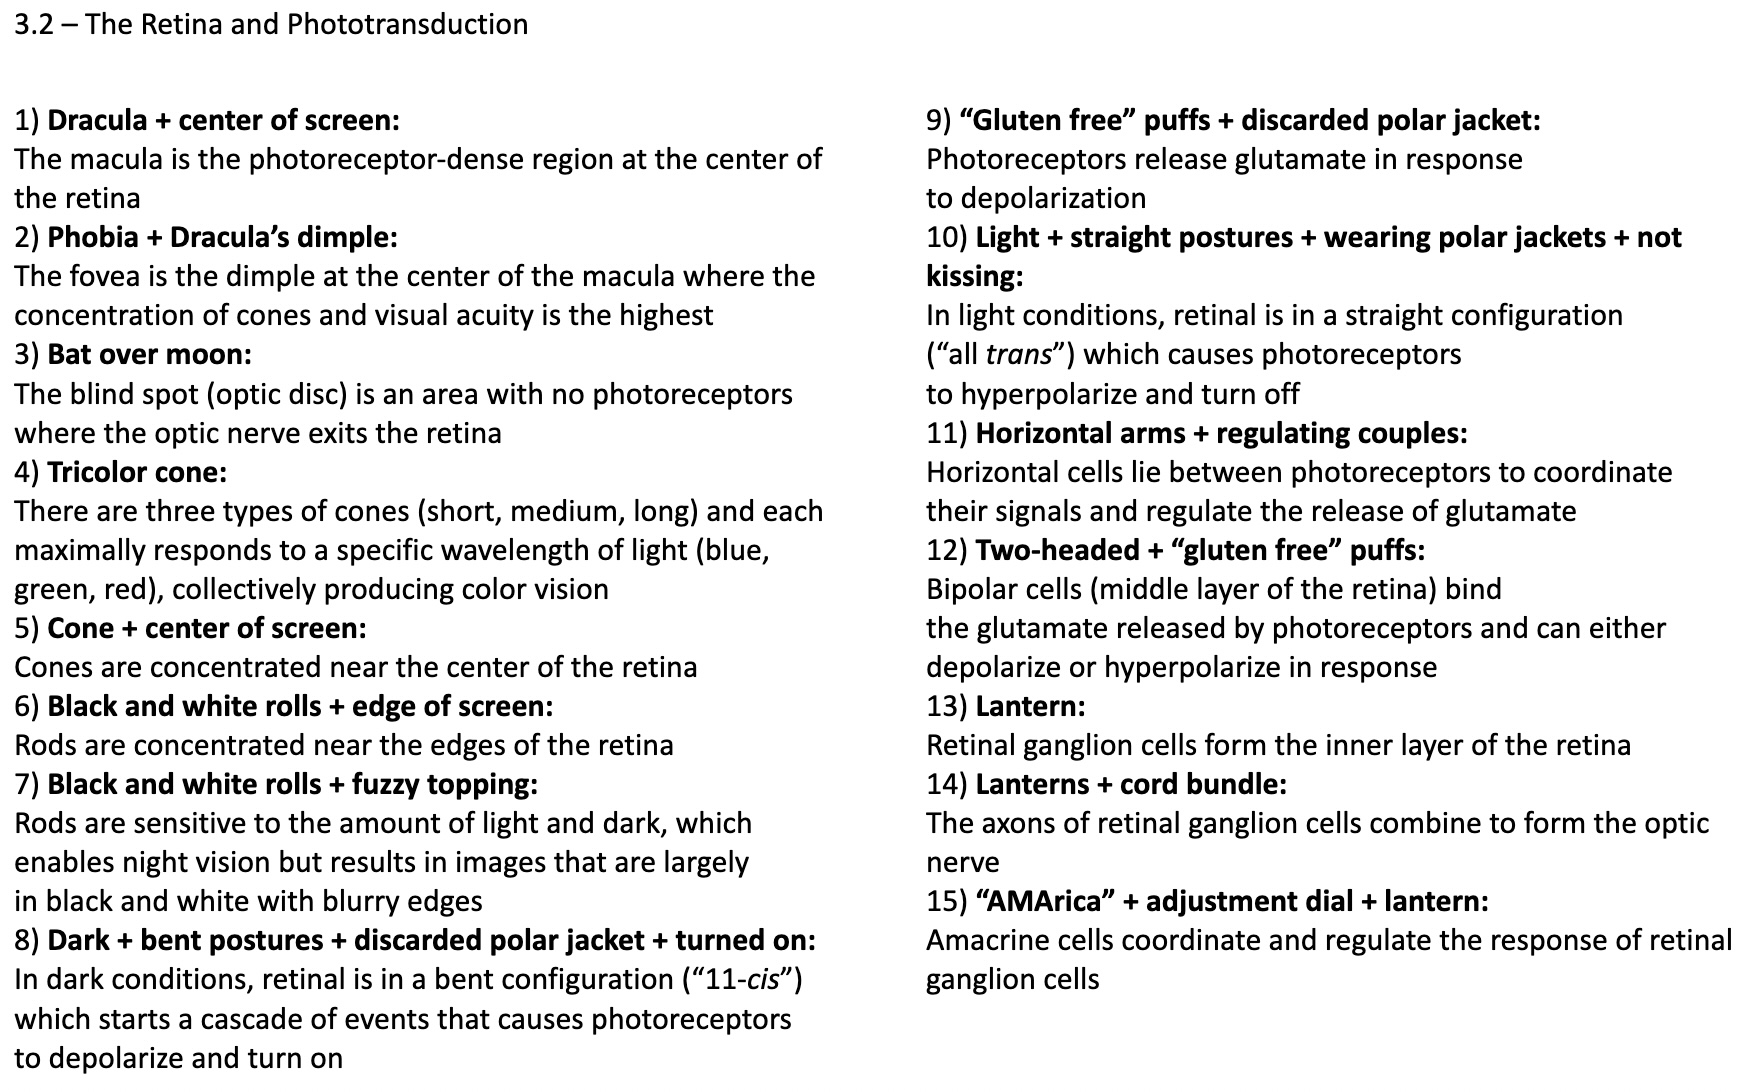 3.2 – The Retina and Phototransduction
1) Dracula + center of screen:
The macula is the photoreceptor-dense region at the center of
the retina
2) Phobia + Dracula’s dimple:
The fovea is the dimple at the center of the macula where the
concentration of cones and visual acuity is the highest
3) Bat over moon:
The blind spot (optic disc) is an area with no photoreceptors
where the optic nerve exits the retina
4) Tricolor cone:
There are three types of cones (short, medium, long) and each
maximally responds to a specific wavelength of light (blue,
green, red), collectively producing color vision
5) Cone + center of screen:
Cones are concentrated near the center of the retina
6) Black and white rolls + edge of screen:
Rods are concentrated near the edges of the retina
7) Black and white rolls + fuzzy topping:
Rods are sensitive to the amount of light and dark, which
enables night vision but results in images that are largely
in black and white with blurry edges
8) Dark + bent postures + discarded polar jacket + turned on:
In dark conditions, retinal is in a bent configuration (“11-cis”)
which starts a cascade of events that causes photoreceptors
to depolarize and turn on
9) “Gluten free” puffs + discarded polar jacket:
Photoreceptors release glutamate in response
to depolarization
10) Light + straight postures + wearing polar jackets + not
kissing:
In light conditions, retinal is in a straight configuration
(“all trans”) which causes photoreceptors
to hyperpolarize and turn off
11) Horizontal arms + regulating couples:
Horizontal cells lie between photoreceptors to coordinate
their signals and regulate the release of glutamate
12) Two-headed + “gluten free” puffs:
Bipolar cells (middle layer of the retina) bind
the glutamate released by photoreceptors and can either
depolarize or hyperpolarize in response
13) Lantern:
Retinal ganglion cells form the inner layer of the retina
14) Lanterns + cord bundle:
The axons of retinal ganglion cells combine to form the optic
nerve
15) “AMArica” + adjustment dial + lantern:
Amacrine cells coordinate and regulate the response of retinal
ganglion cells